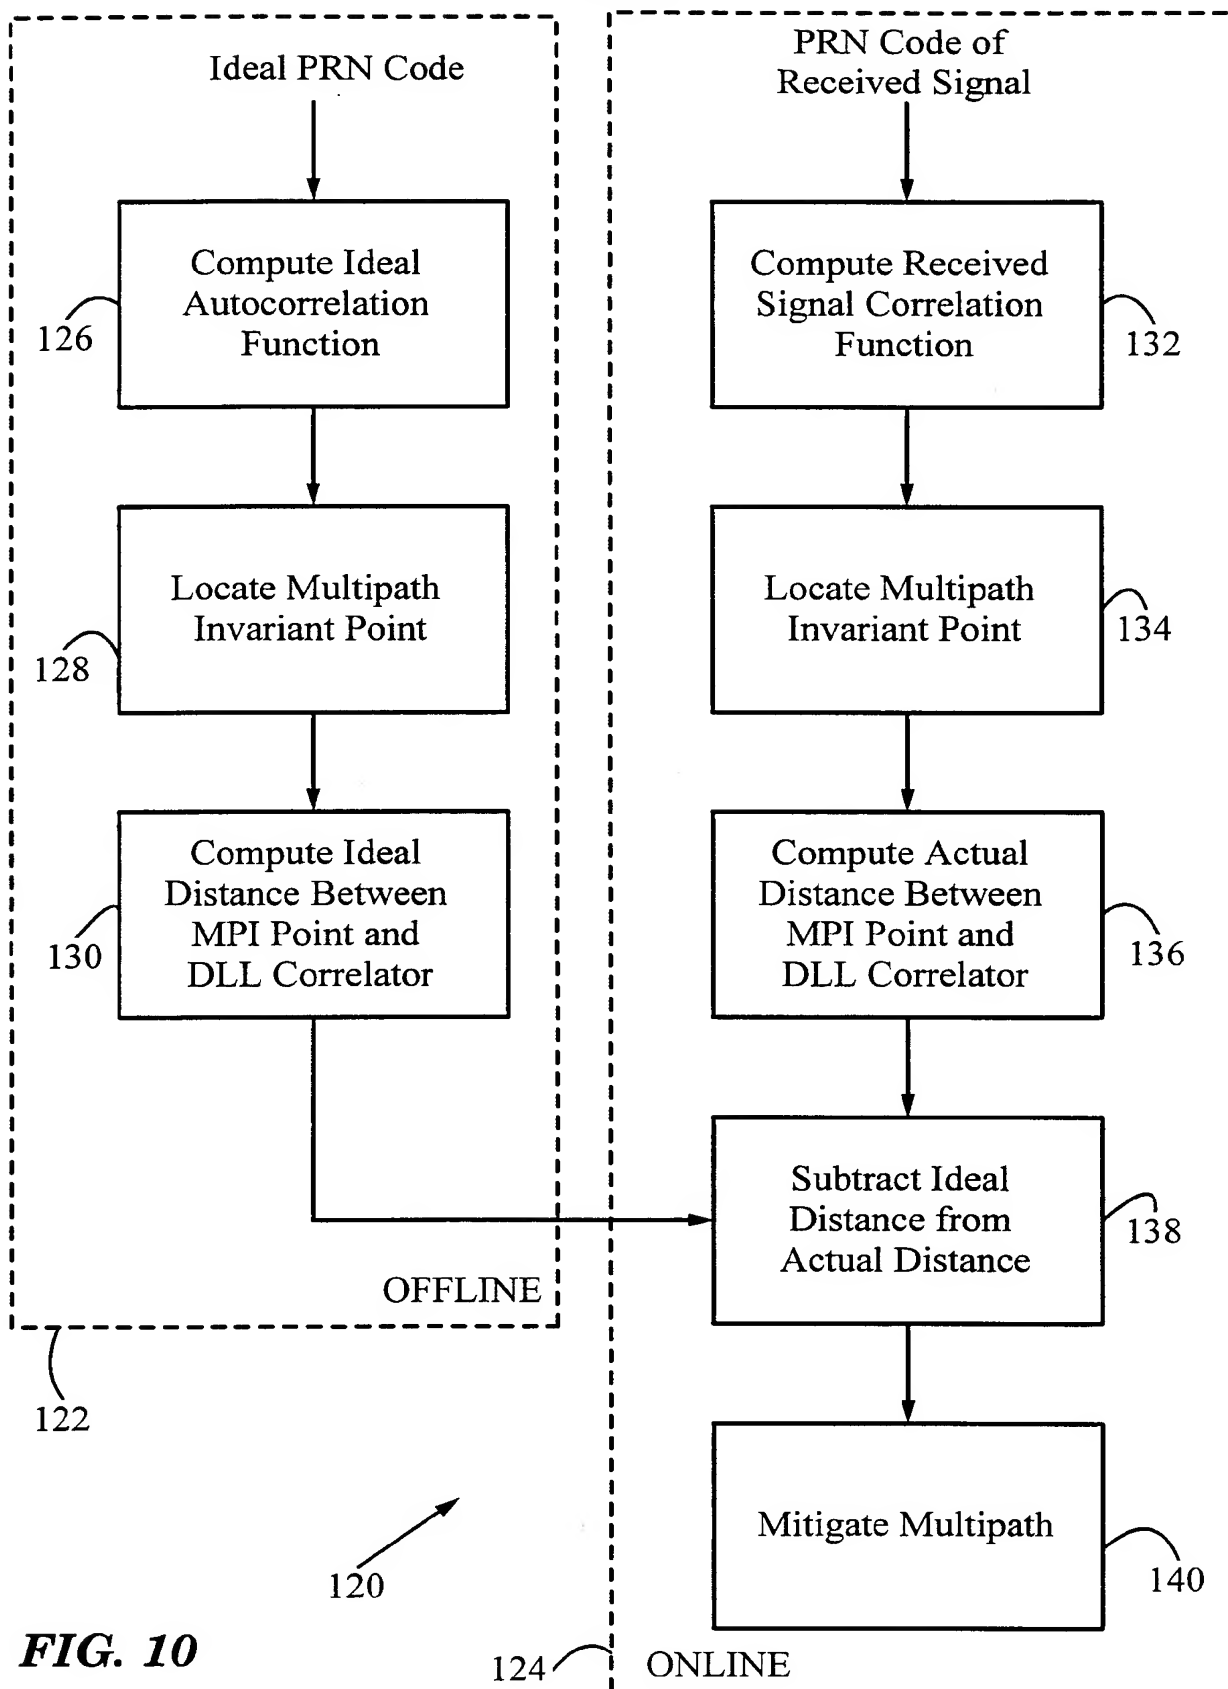 Ideal PRN Code
Compute Ideal
Autocorrelation
Function
126
Locate Multipath
Invariant Point
128
Compute Ideal
Distance Between
MPI Point and
DLL Correlator
130
OFFLINE
122
PRN Code of
Received Signal
Compute Received
Signal Correlation
Function
132
Locate Multipath
Invariant Point
134
Compute Actual
Distance Between
MPI Point and
DLL Correlator
136
Subtract Ideal
Distance from
Actual Distance
138
Mitigate Multipath
140
120
FIG. 10
124
ONLINE